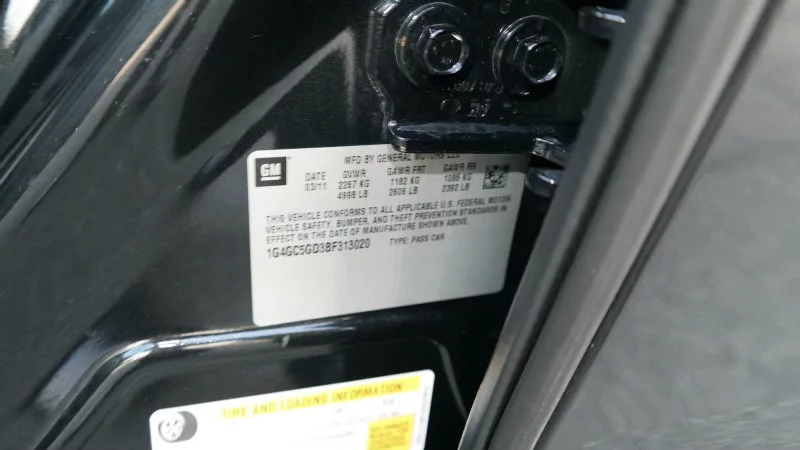 GM
MFD BY GENERAL MOTORS LLC
DATE GVWR GAWR FRT GAWR RR
03/11 2267 KG 1182 KG 1085 KG
4998 LB 2606 LB 2392 LB
THIS VEHICLE CONFORMS TO ALL APPLICABLE U.S. FEDERAL MOTOR
VEHICLE SAFETY, BUMPER, AND THEFT PREVENTION STANDARDS IN
EFFECT ON THE DATE OF MANUFACTURE SHOWN ABOVE.
1G4GC5GD3BF313020 TYPE: PASS CAR
TIRE AND LOADING INFORMATION